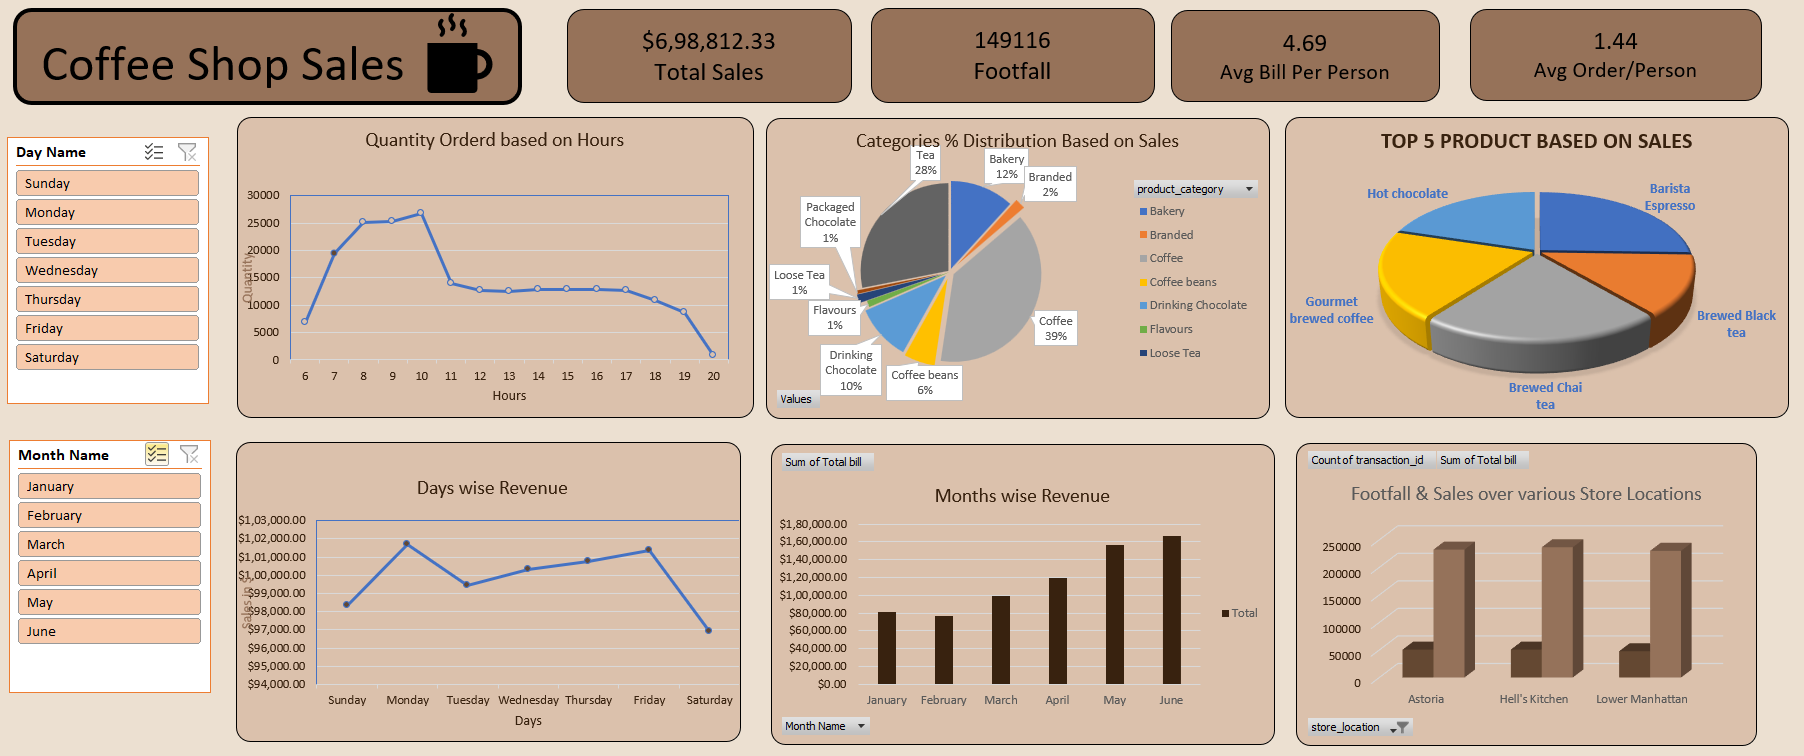 Coffee Shop Sales
$6,98,812.33
Total Sales
149116
Footfall
4.69
Avg Bill Per Person
1.44
Avg Order/Person
Day Name
Sunday
Monday
Tuesday
Wednesday
Thursday
Friday
Saturday
Quantity Orderd based on Hours
Quantity
30000
25000
20000
15000
10000
5000
0
6 7 8 9 10 11 12 13 14 15 16 17 18 19 20
Hours
Categories % Distribution Based on Sales
Tea
28%
Bakery
12%
Branded
2%
Packaged
Chocolate
1%
Loose Tea
1%
Flavours
1%
Drinking
Chocolate
10%
Coffee beans
6%
Coffee
39%
product_category
Bakery
Branded
Coffee
Coffee beans
Drinking Chocolate
Flavours
Loose Tea
Values
TOP 5 PRODUCT BASED ON SALES
Hot chocolate
Barista
Espresso
Gourmet
brewed coffee
Brewed Black
tea
Brewed Chai
tea
Month Name
January
February
March
April
May
June
Days wise Revenue
$1,03,000.00
$1,02,000.00
$1,01,000.00
$1,00,000.00
$99,000.00
$98,000.00
$97,000.00
$96,000.00
$95,000.00
$94,000.00
Sunday Monday Tuesday Wednesday Thursday Friday Saturday
Days
Sum of Total bill
Months wise Revenue
$1,80,000.00
$1,60,000.00
$1,40,000.00
$1,20,000.00
$1,00,000.00
$80,000.00
$60,000.00
$40,000.00
$20,000.00
$0.00
January February March April May June
Total
Month Name
Count of transaction_id Sum of Total bill
Footfall & Sales over various Store Locations
250000
200000
150000
100000
50000
0
Astoria Hell's Kitchen Lower Manhattan
store_location